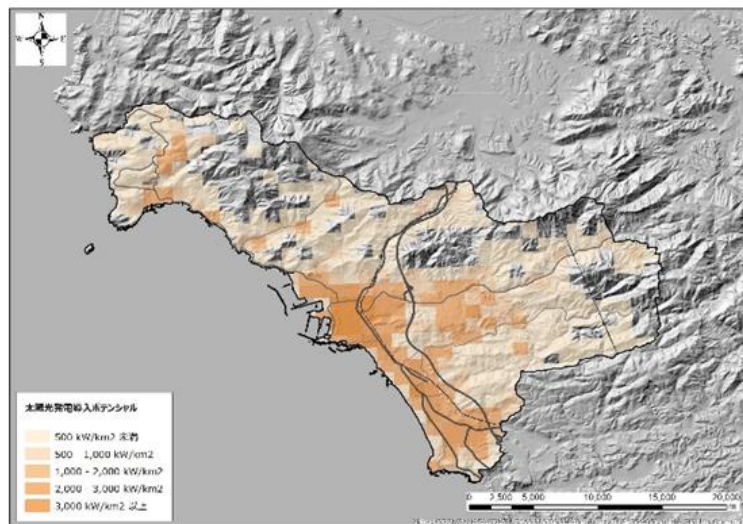 N
W E
S
太陽光発電導入ポテンシャル
500 kW/km2 未満
500 - 1,000 kW/km2
1,000 - 2,000 kW/km2
2,000 - 3,000 kW/km2
3,000 kW/km2 以上
0 2,500 5,000 10,000 15,000 20,000
m